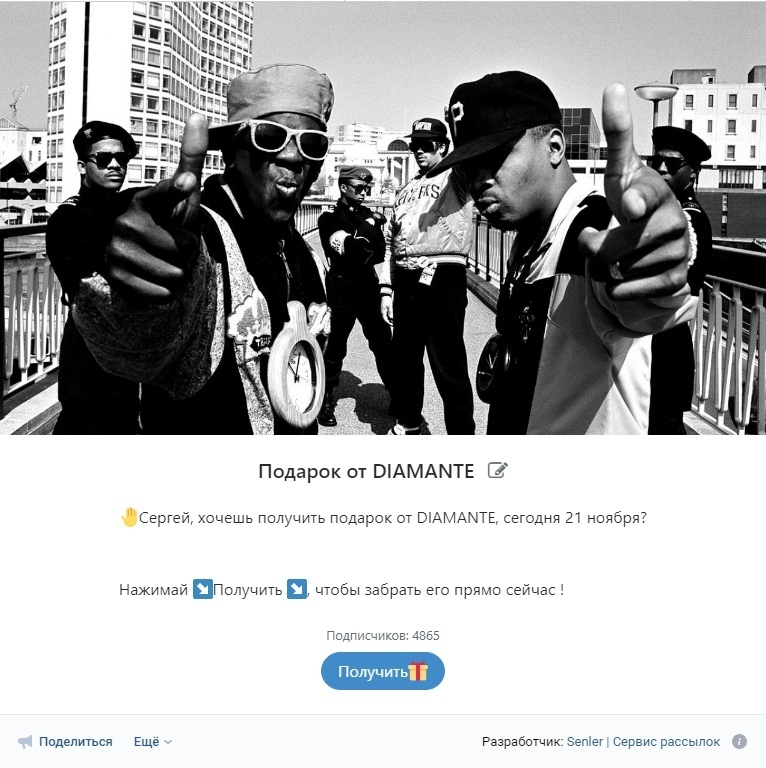 P
Подарок от DIAMANTE
Сергей, хочешь получить подарок от DIAMANTE, сегодня 21 ноября?
Нажимай Получить , чтобы забрать его прямо сейчас !
Подписчиков: 4865
Получить
Поделиться Ещё Разработчик: Senler | Сервис рассылок